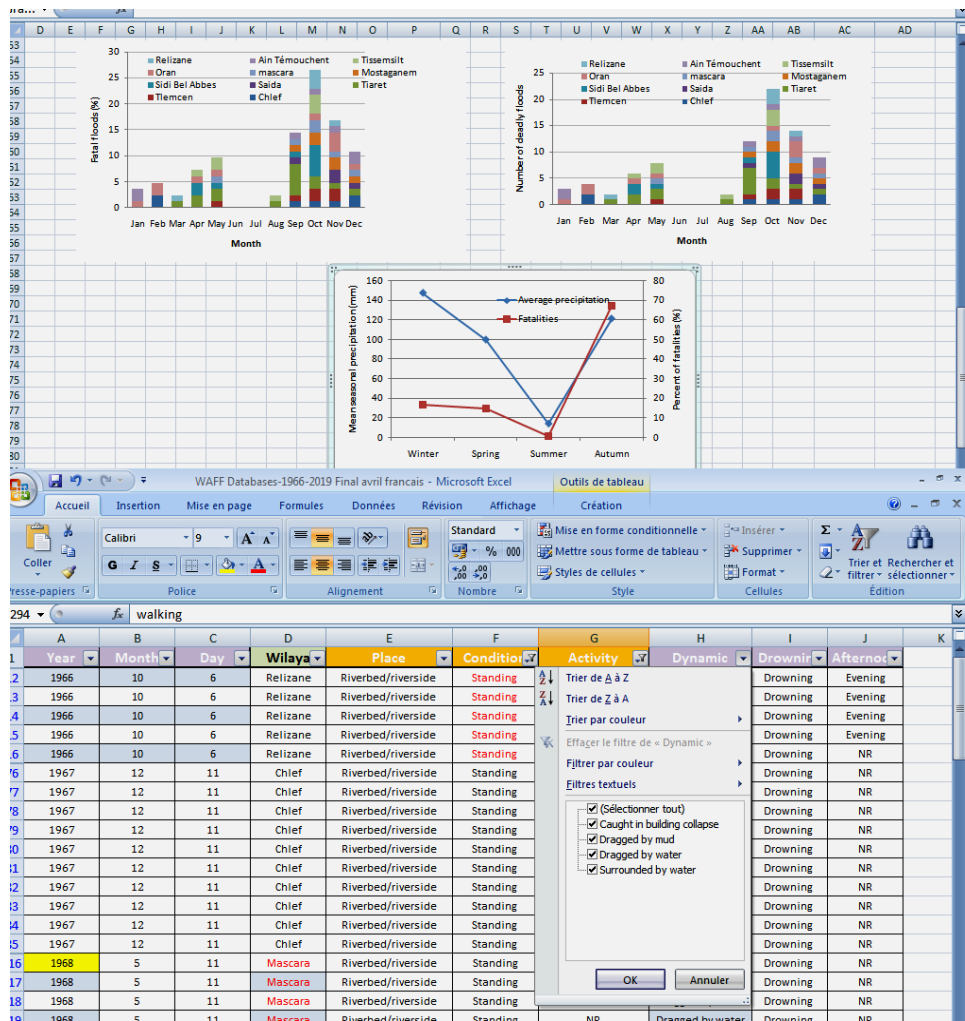 D E F G H I J K L M N O P Q R S T U V W X Y Z AA AB AC AD
30
25
20
15
10
5
0
Fatal floods (%)
Relizane Ain Témouchent Tissemsilt
Oran mascara Mostaganem
Sidi Bel Abbes Saida Tiaret
Tlemcen Chlef
Jan Feb Mar Apr May Jun Jul Aug Sep Oct Nov Dec
Month
25
20
15
10
5
0
Number of deadly floods
Relizane Ain Témouchent Tissemsilt
Oran mascara Mostaganem
Sidi Bel Abbes Saida Tiaret
Tlemcen Chlef
Jan Feb Mar Apr May Jun Jul Aug Sep Oct Nov Dec
Month
160
140
120
100
80
60
40
20
0
Mean seasonal precipitation(mm)
Average precipitation
Fatalities
80
70
60
50
40
30
20
10
0
Percent of fatalities (%)
Winter Spring Summer Autumn
WAFF Databases-1966-2019 Final avril francais - Microsoft Excel Outils de tableau
Accueil Insertion Mise en page Formules Données Révision Affichage Création
Calibri 9 Standard Mise en forme conditionnelle Insérer Σ
Coller G I S % 000 Mettre sous forme de tableau Supprimer Trier et filtrer Rechercher et sélectionner
Styles de cellules Format
Police Alignement Nombre Style Cellules Édition
294 fx walking
A B C D E F G H I J K
Year Month Day Wilaya Place Activity Dynamic
1966 10 6 Relizane Riverbed/riverside Standing Trier de A à Z Drowning Evening
1966 10 6 Relizane Riverbed/riverside Standing Trier de Z à A Drowning Evening
1966 10 6 Relizane Riverbed/riverside Standing Trier par couleur Drowning Evening
1966 10 6 Relizane Riverbed/riverside Standing Effacer le filtre de « Dynamic » Drowning Evening
1966 10 6 Relizane Riverbed/riverside Standing Filtrer par couleur Drowning NR
1967 12 11 Chlef Riverbed/riverside Standing Filtres textuels Drowning NR
1967 12 11 Chlef Riverbed/riverside Standing Drowning NR
1967 12 11 Chlef Riverbed/riverside Standing (Sélectionner tout) Drowning NR
1967 12 11 Chlef Riverbed/riverside Standing Caught in building collapse Drowning NR
1967 12 11 Chlef Riverbed/riverside Standing Dragged by mud Drowning NR
1967 12 11 Chlef Riverbed/riverside Standing Dragged by water Drowning NR
1967 12 11 Chlef Riverbed/riverside Standing Surrounded by water Drowning NR
1967 12 11 Chlef Riverbed/riverside Standing Drowning NR
1967 12 11 Chlef Riverbed/riverside Standing Drowning NR
1967 12 11 Chlef Riverbed/riverside Standing Drowning NR
1968 5 11 Mascara Riverbed/riverside Standing Drowning NR
1968 5 11 Mascara Riverbed/riverside Standing OK Annuler Drowning NR
1968 5 11 Mascara Riverbed/riverside Standing Drowning NR
1968 5 11 Mascara Riverbed/riverside Standing NR Dragged by water Drowning NR